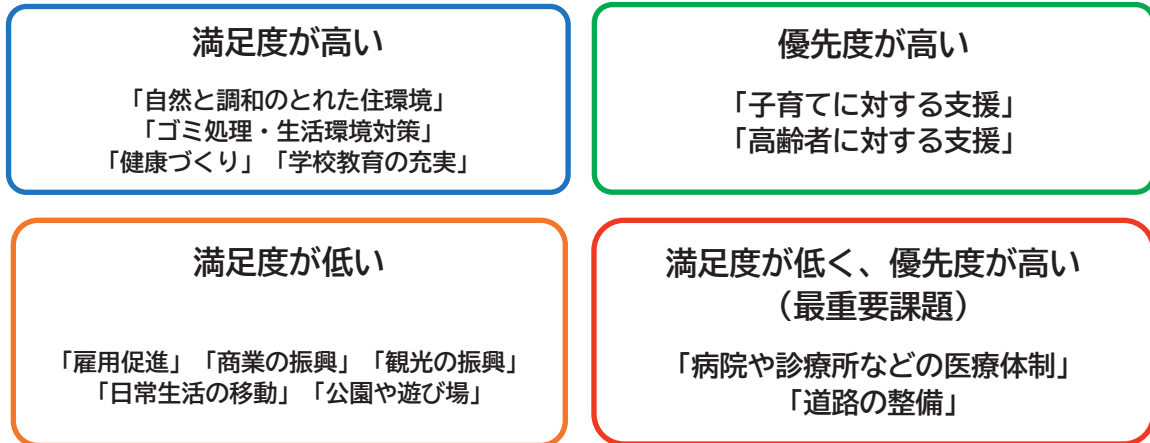 満足度が高い
「自然と調和のとれた住環境」
「ゴミ処理・生活環境対策」
「健康づくり」「学校教育の充実」
優先度が高い
「子育てに対する支援」
「高齢者に対する支援」
満足度が低い
「雇用促進」「商業の振興」「観光の振興」
「日常生活の移動」「公園や遊び場」
満足度が低く、優先度が高い
（最重要課題）
「病院や診療所などの医療体制」
「道路の整備」